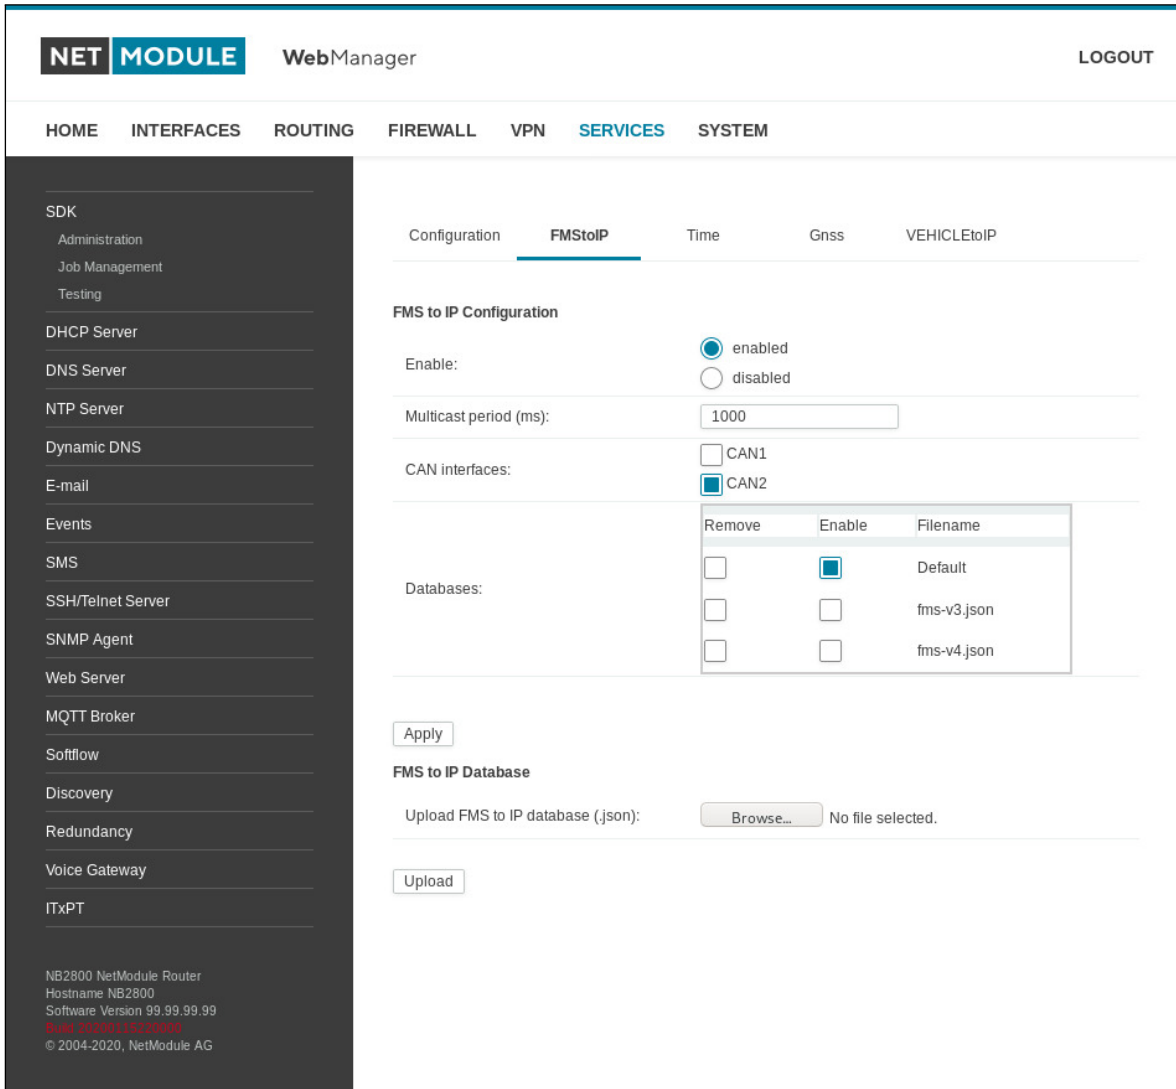 NET MODULE WebManager LOGOUT
HOME INTERFACES ROUTING FIREWALL VPN SERVICES SYSTEM
SDK
Administration
Job Management
Testing
DHCP Server
DNS Server
NTP Server
Dynamic DNS
E-mail
Events
SMS
SSH/Telnet Server
SNMP Agent
Web Server
MQTT Broker
Softflow
Discovery
Redundancy
Voice Gateway
ITxPT
NB2800 NetModule Router
Hostname NB2800
Software Version 99.99.99.99
Build
© 2004-2020, NetModule AG
Configuration FMStoIP Time Gnss VEHICLEtoIP
FMS to IP Configuration
Enable:
enabled
disabled
Multicast period (ms): 1000
CAN interfaces:
CAN1
CAN2
Databases:
Remove Enable Filename
Default
fms-v3.json
fms-v4.json
Apply
FMS to IP Database
Upload FMS to IP database (.json): Browse... No file selected.
Upload